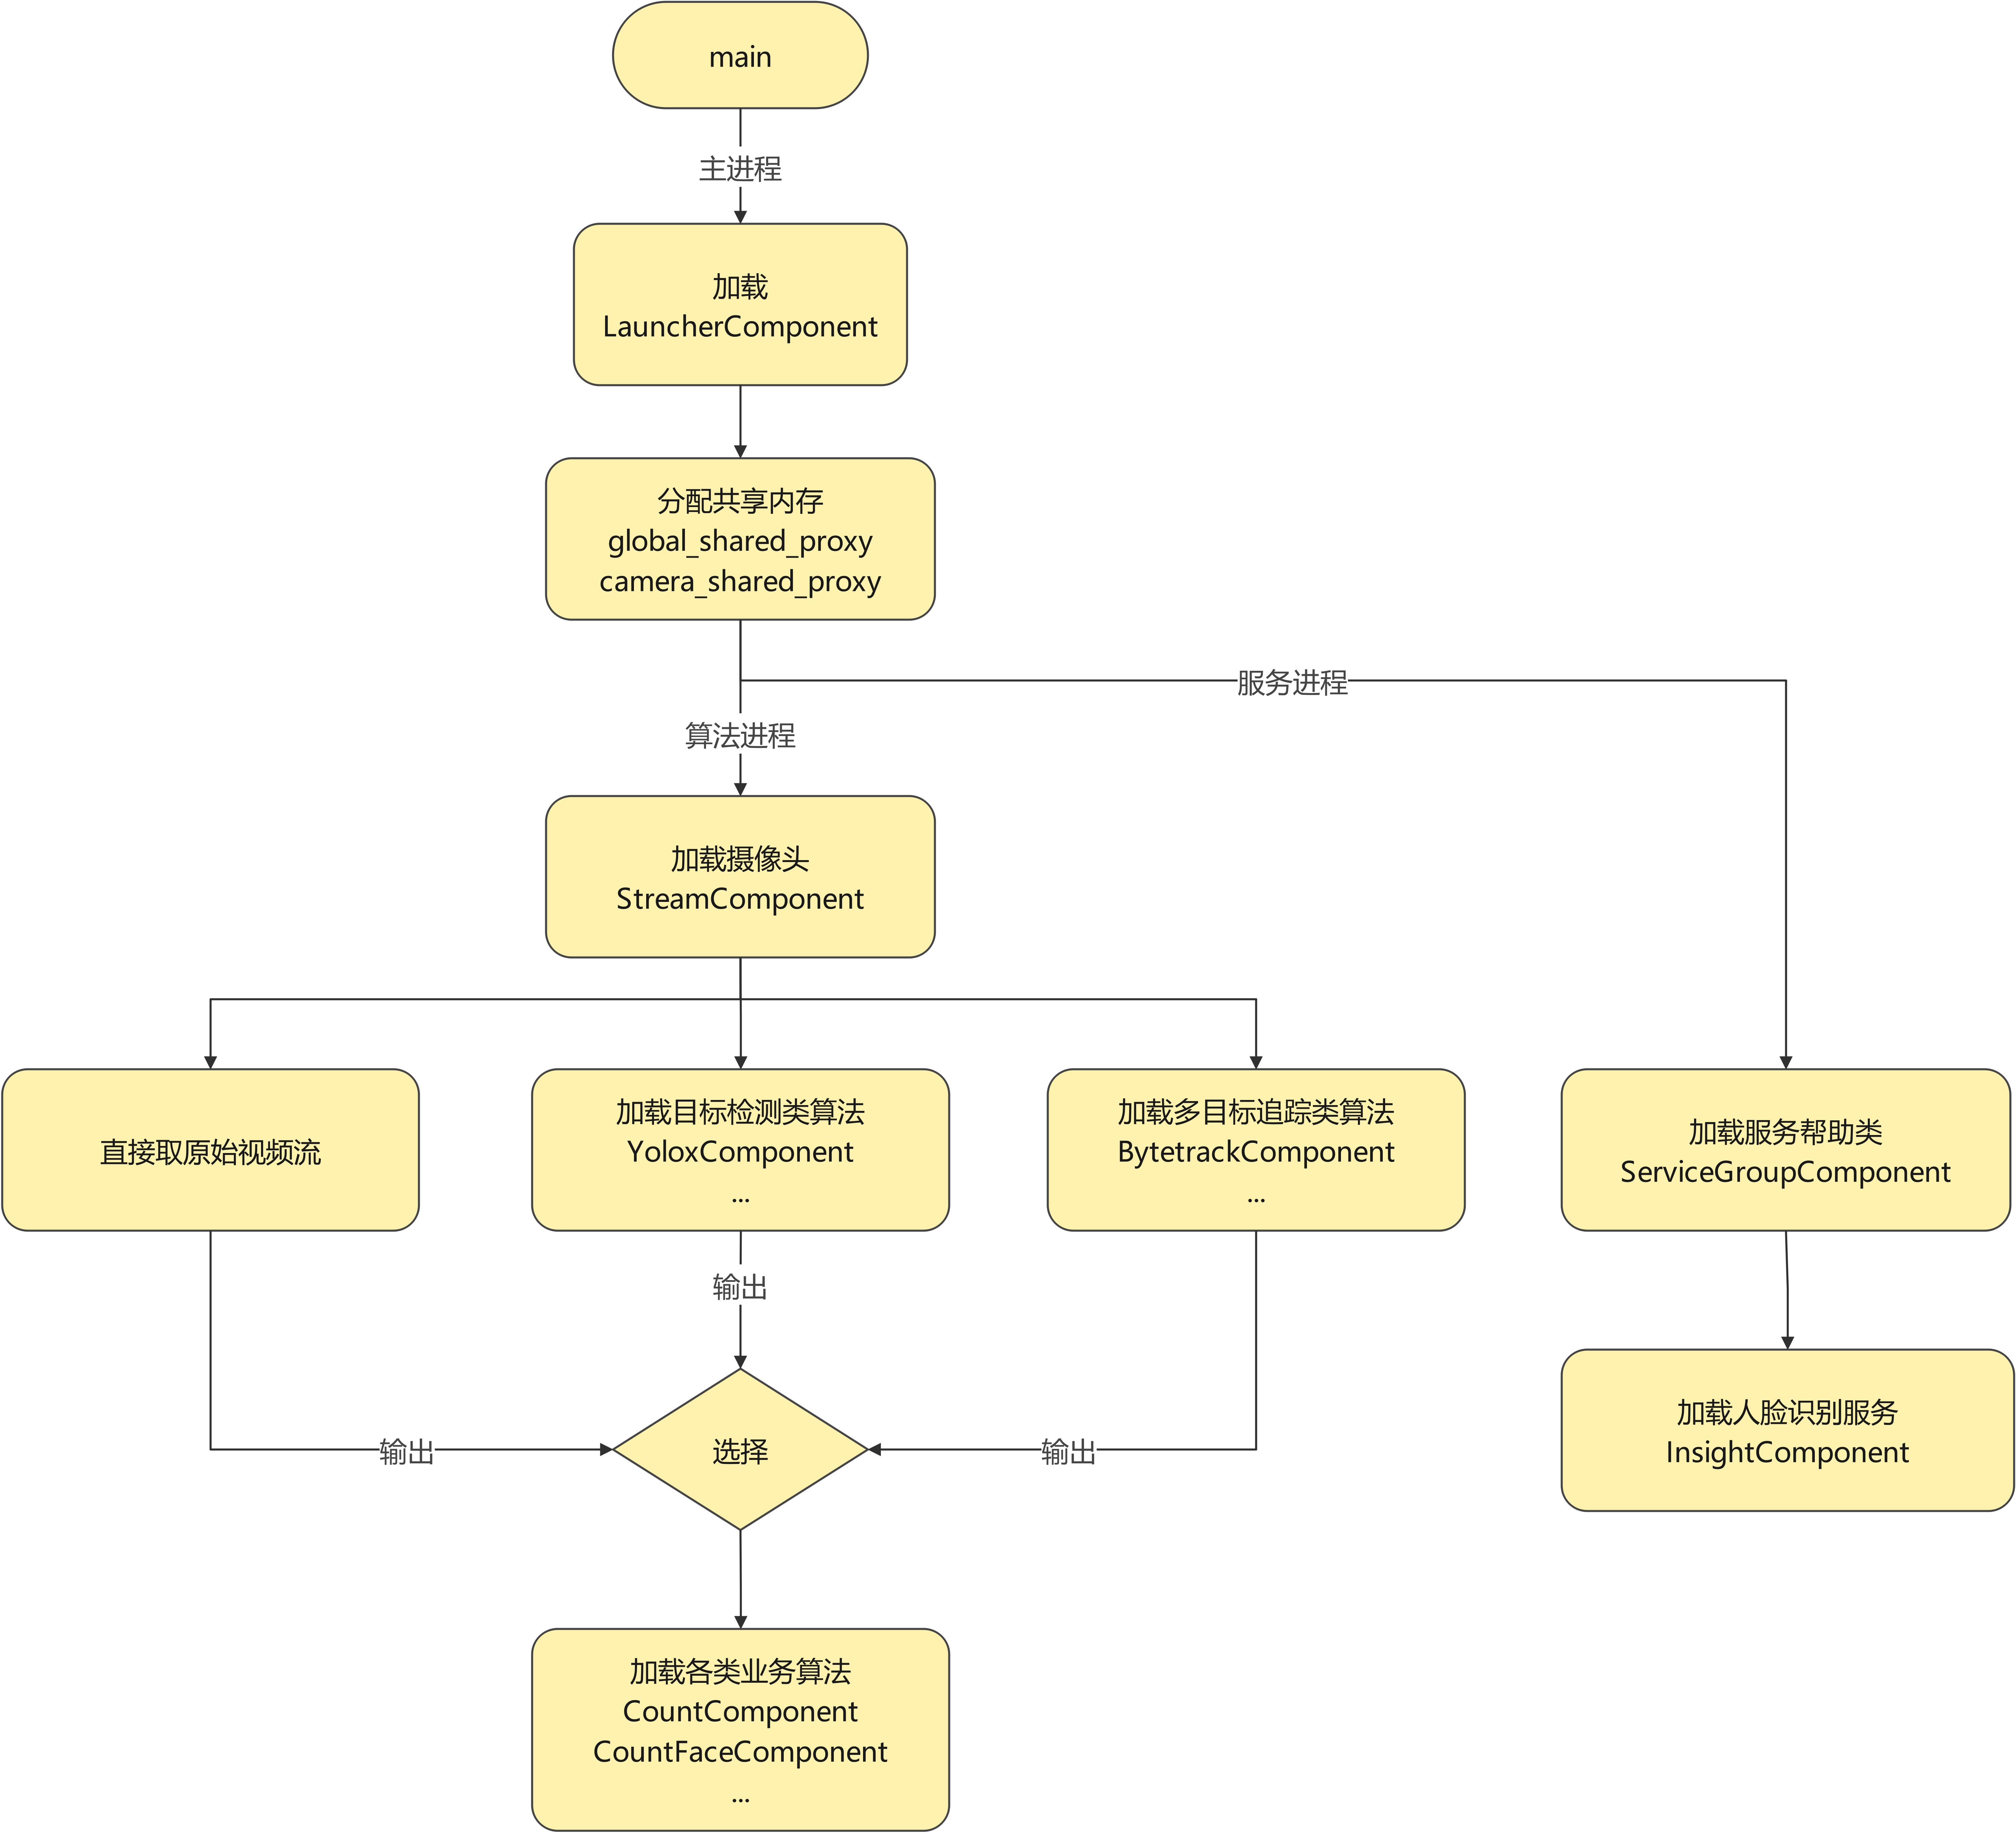 main
主进程
加载
LauncherComponent
分配共享内存
global_shared_proxy
camera_shared_proxy
服务进程
算法进程
加载摄像头
StreamComponent
直接取原始视频流
加载目标检测类算法
YoloxComponent
...
加载多目标追踪类算法
BytetrackComponent
...
加载服务帮助类
ServiceGroupComponent
输出
输出
选择
输出
加载人脸识别服务
InsightComponent
加载各类业务算法
CountComponent
CountFaceComponent
...